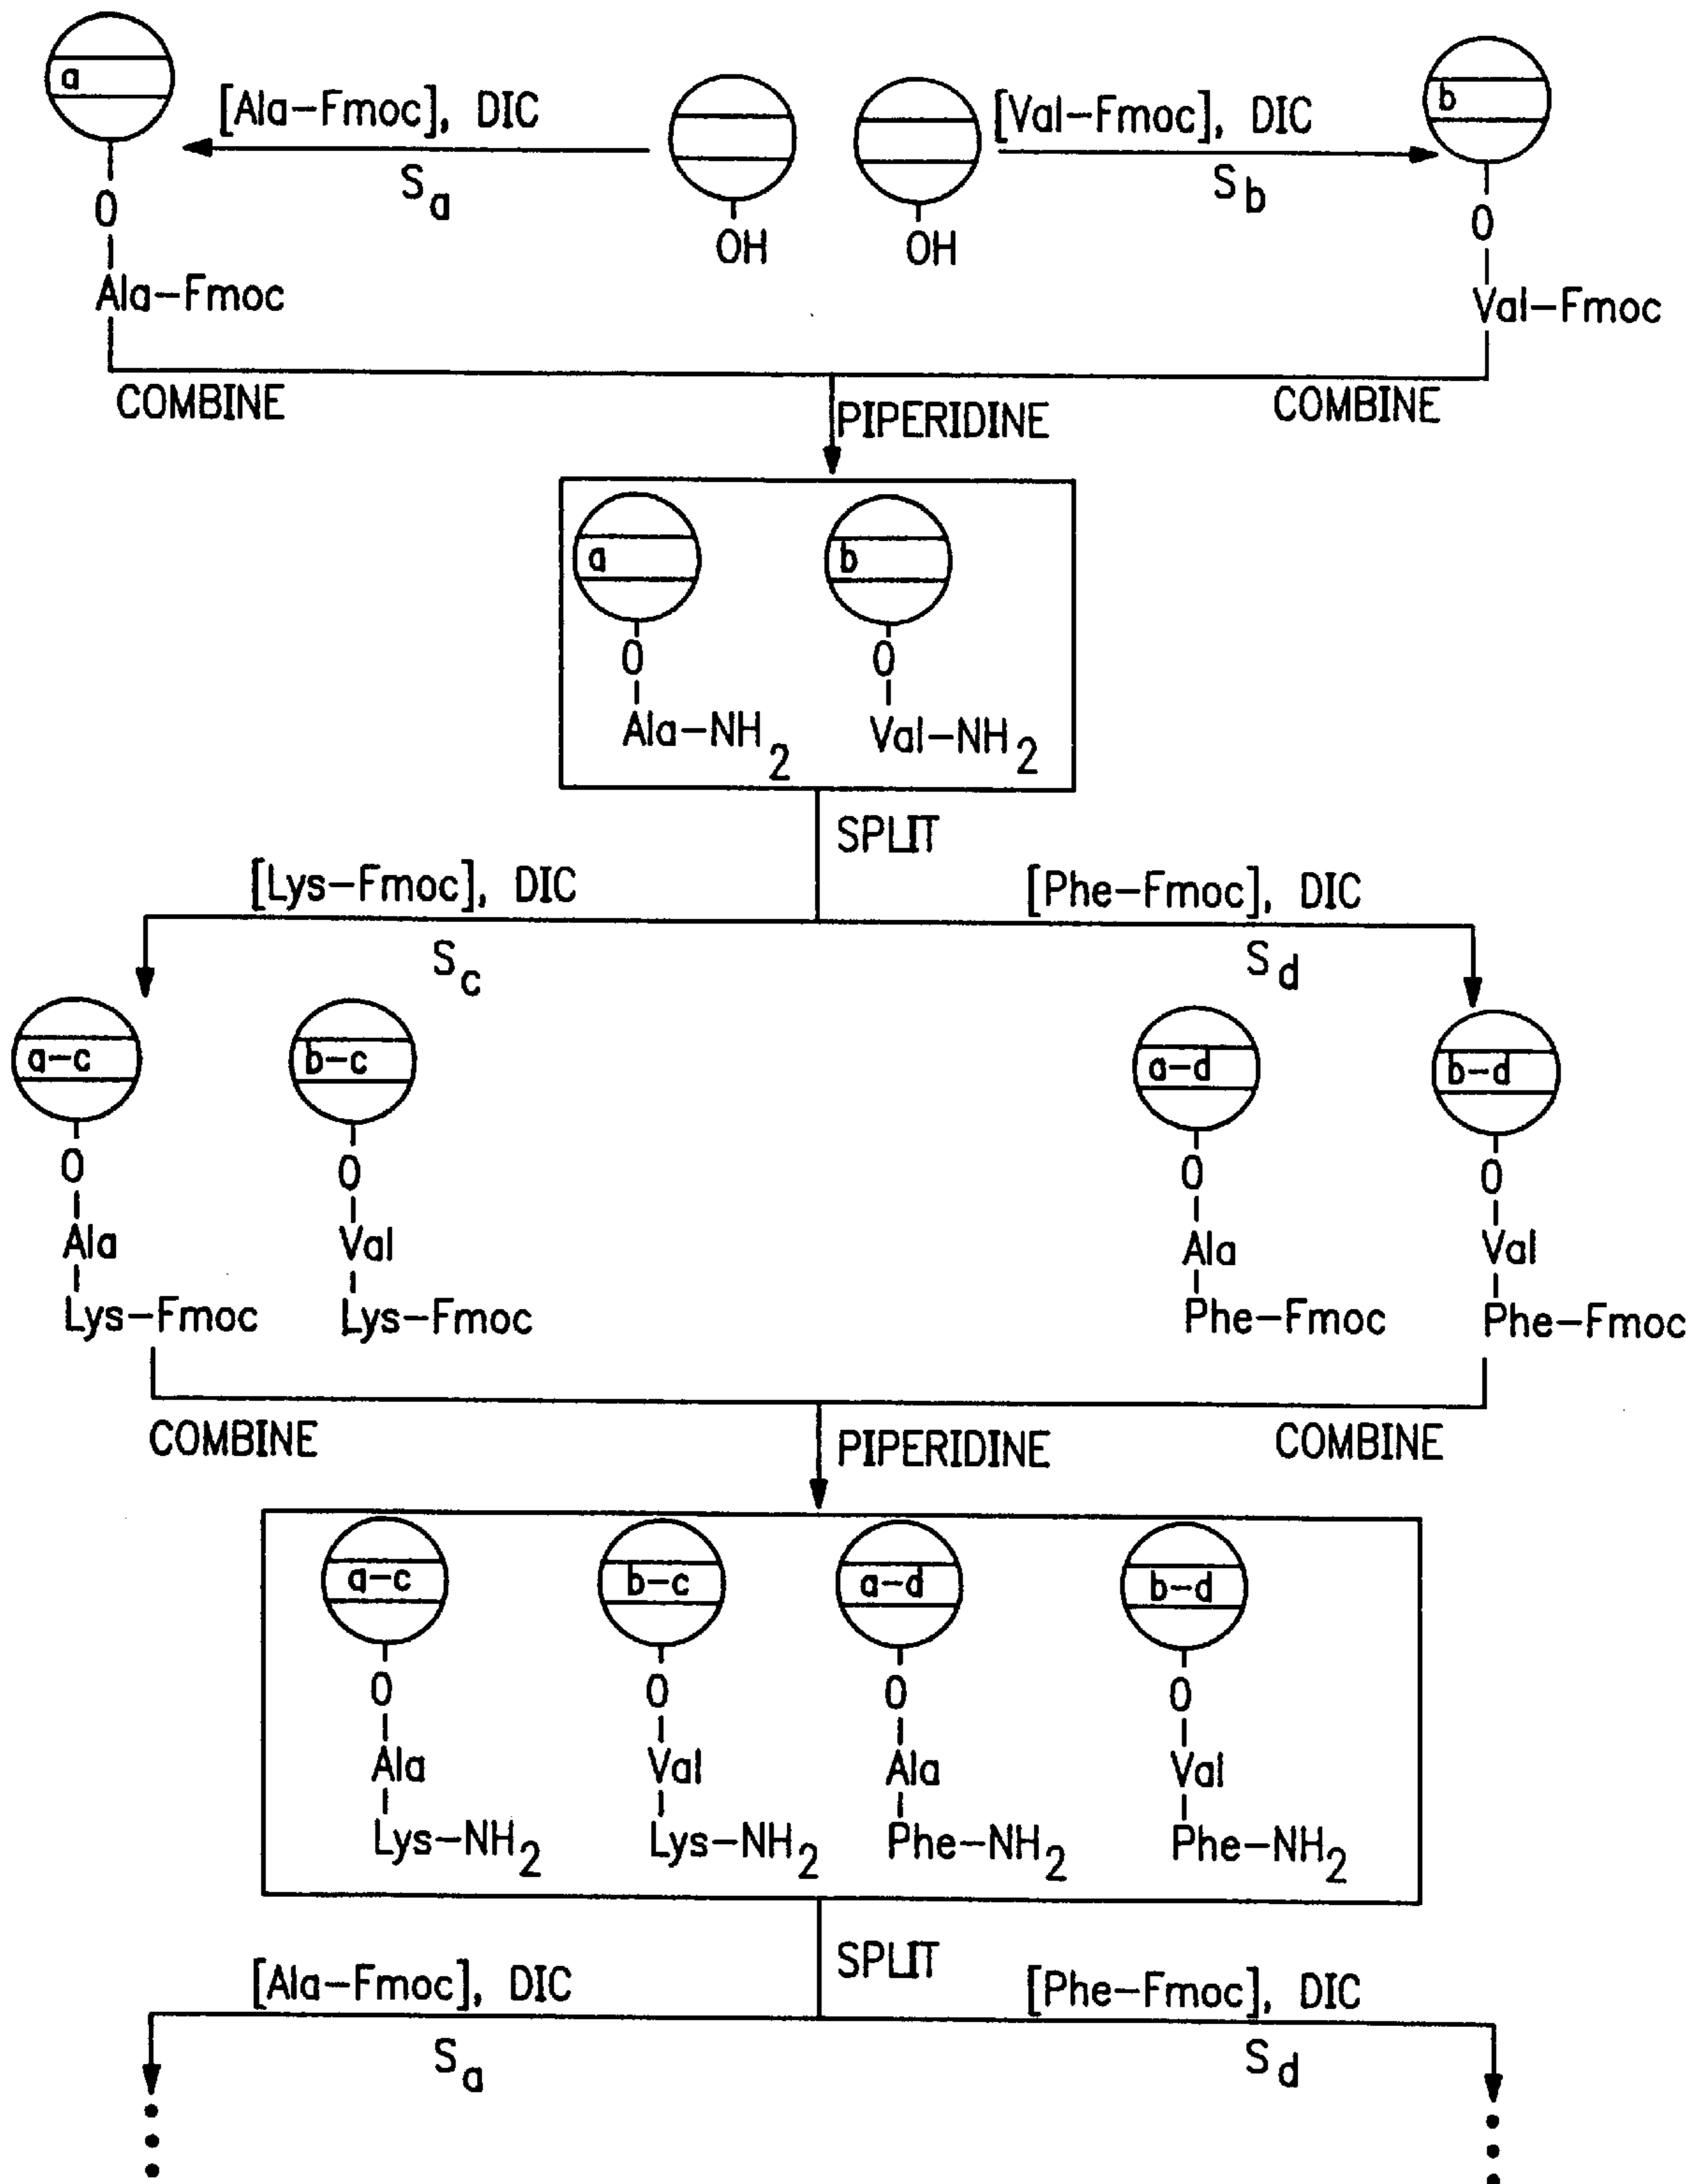 a
b
[Ala-Fmoc], DIC
[Val-Fmoc], DIC
Sa
Sb
O
OH
OH
O
Ala-Fmoc
Val-Fmoc
COMBINE
PIPERIDINE
COMBINE
a
b
O
O
Ala-NH2
Val-NH2
SPLIT
[Lys-Fmoc], DIC
[Phe-Fmoc], DIC
Sc
Sd
a-c
b-c
a-d
b-d
O
O
O
O
Ala
Val
Ala
Val
Lys-Fmoc
Lys-Fmoc
Phe-Fmoc
Phe-Fmoc
COMBINE
PIPERIDINE
COMBINE
a-c
b-c
a-d
b-d
O
O
O
O
Ala
Val
Ala
Val
Lys-NH2
Lys-NH2
Phe-NH2
Phe-NH2
SPLIT
[Ala-Fmoc], DIC
[Phe-Fmoc], DIC
Sa
Sd